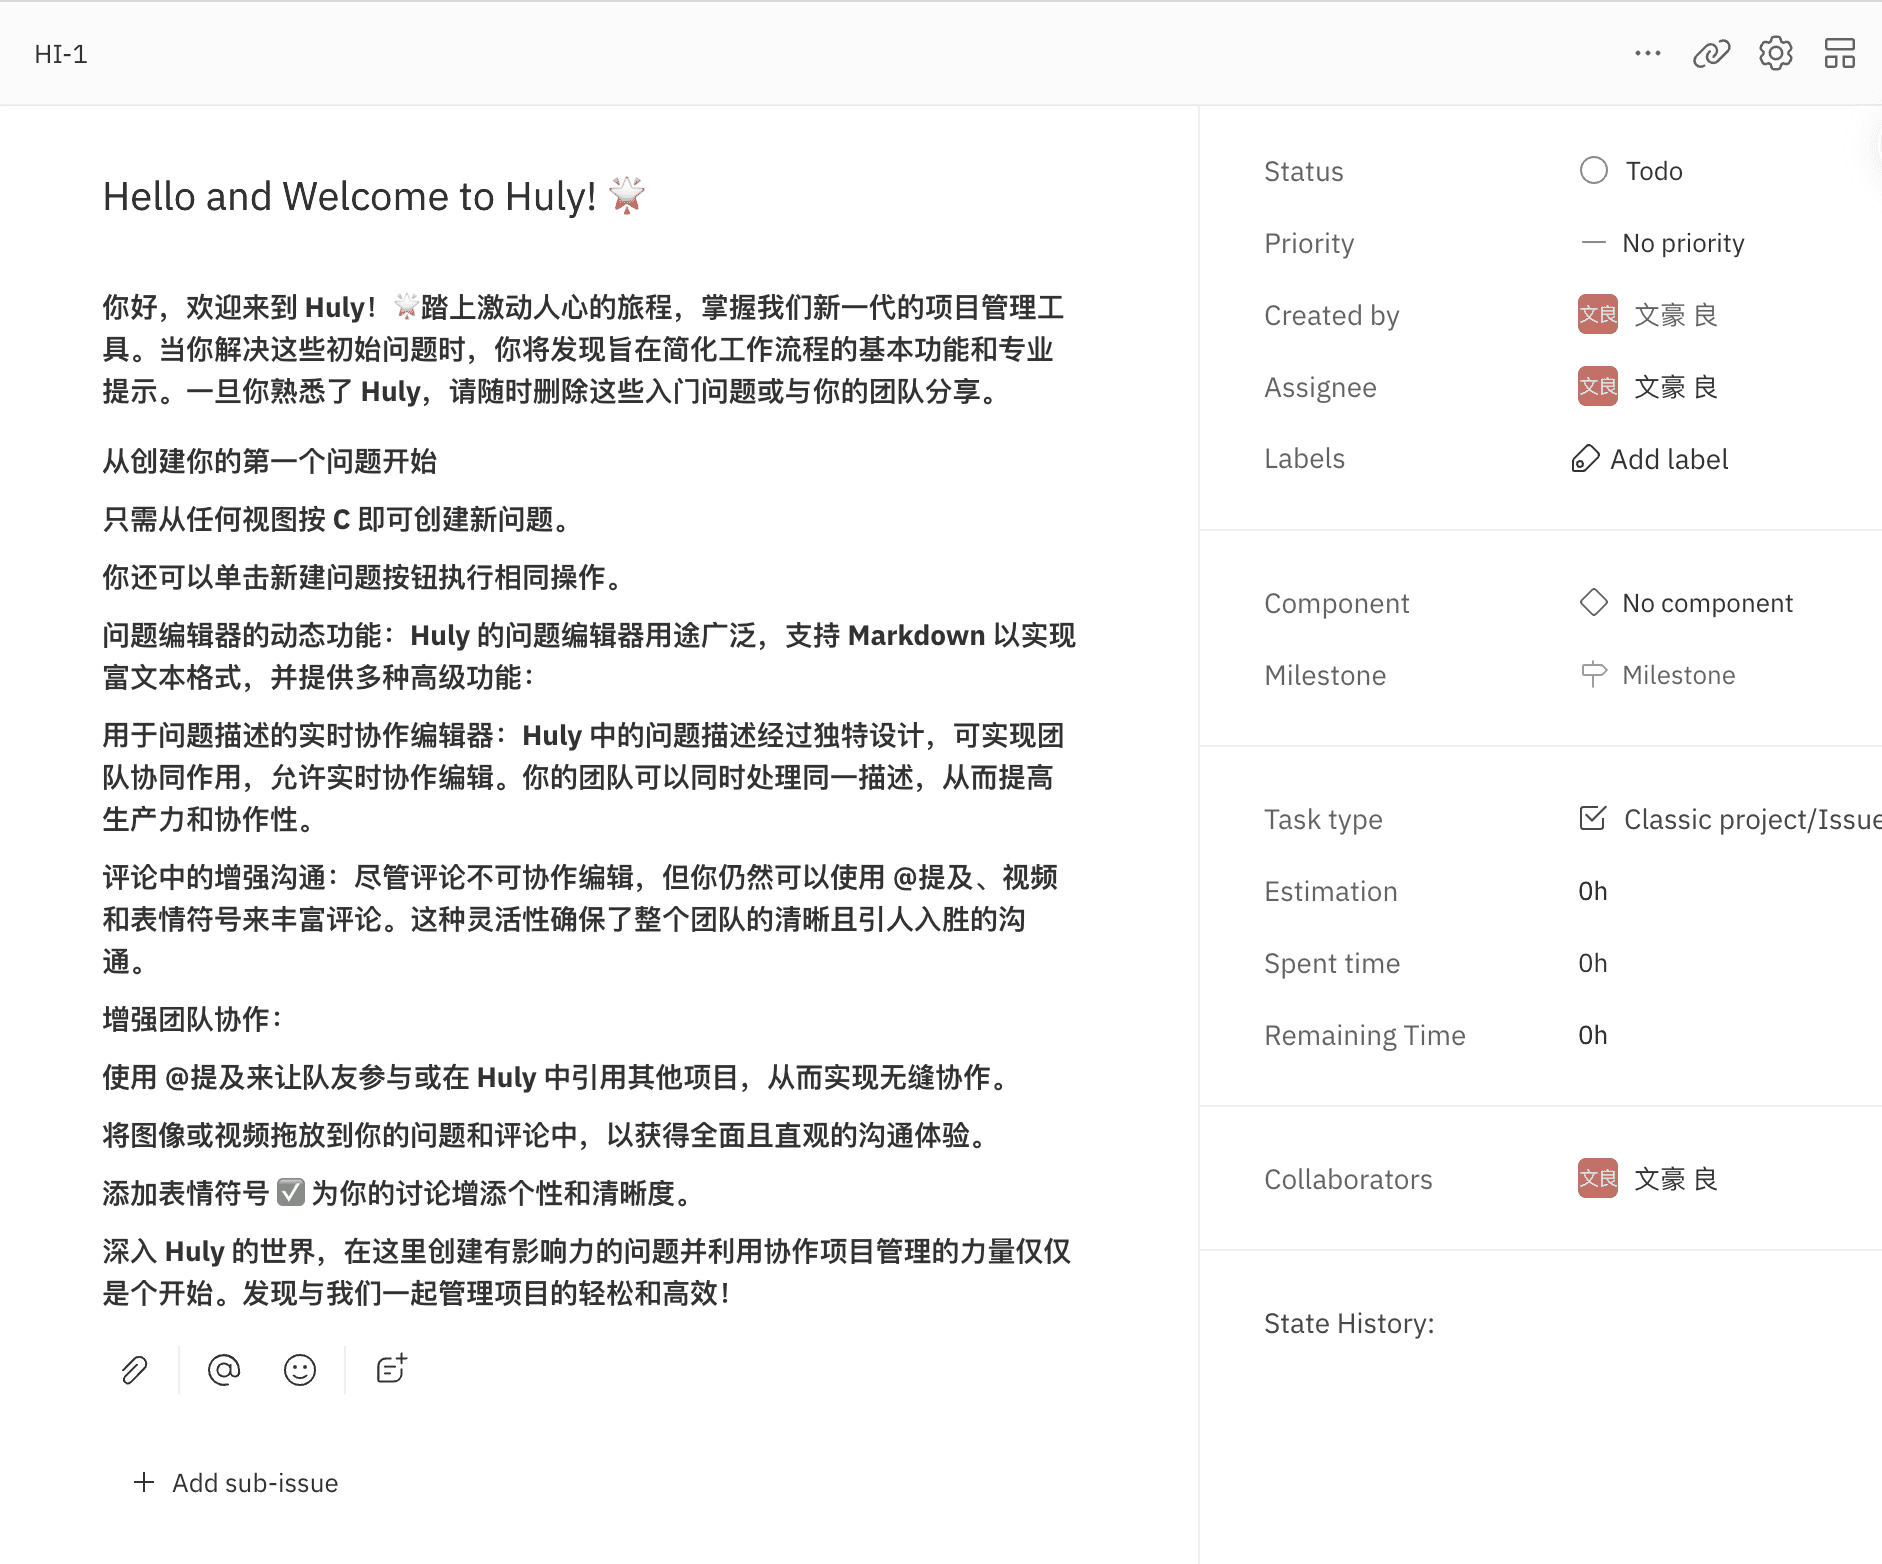 HI-1
Hello and Welcome to Huly! 🌟
你好，欢迎来到 Huly！🌟踏上激动人心的旅程，掌握我们新一代的项目管理工
具。当你解决这些初始问题时，你将发现旨在简化工作流程的基本功能和专业
提示。一旦你熟悉了 Huly，请随时删除这些入门问题或与你的团队分享。
从创建你的第一个问题开始
只需从任何视图按 C 即可创建新问题。
你还可以单击新建问题按钮执行相同操作。
问题编辑器的动态功能：Huly 的问题编辑器用途广泛，支持 Markdown 以实现
富文本格式，并提供多种高级功能：
用于问题描述的实时协作编辑器：Huly 中的问题描述经过独特设计，可实现团
队协同作用，允许实时协作编辑。你的团队可以同时处理同一描述，从而提高
生产力和协作性。
评论中的增强沟通：尽管评论不可协作编辑，但你仍然可以使用 @提及、视频
和表情符号来丰富评论。这种灵活性确保了整个团队的清晰且引人入胜的沟
通。
增强团队协作：
使用 @提及来让队友参与或在 Huly 中引用其他项目，从而实现无缝协作。
将图像或视频拖放到你的问题和评论中，以获得全面且直观的沟通体验。
添加表情符号 ☑️ 为你的讨论增添个性和清晰度。
深入 Huly 的世界，在这里创建有影响力的问题并利用协作项目管理的力量仅仅
是个开始。发现与我们一起管理项目的轻松和高效！
Add sub-issue
Status
Todo
Priority
No priority
Created by
文良 文豪 良
Assignee
文良 文豪 良
Labels
Add label
Component
No component
Milestone
Milestone
Task type
Classic project/Issue
Estimation
0h
Spent time
0h
Remaining Time
0h
Collaborators
文良 文豪 良
State History: